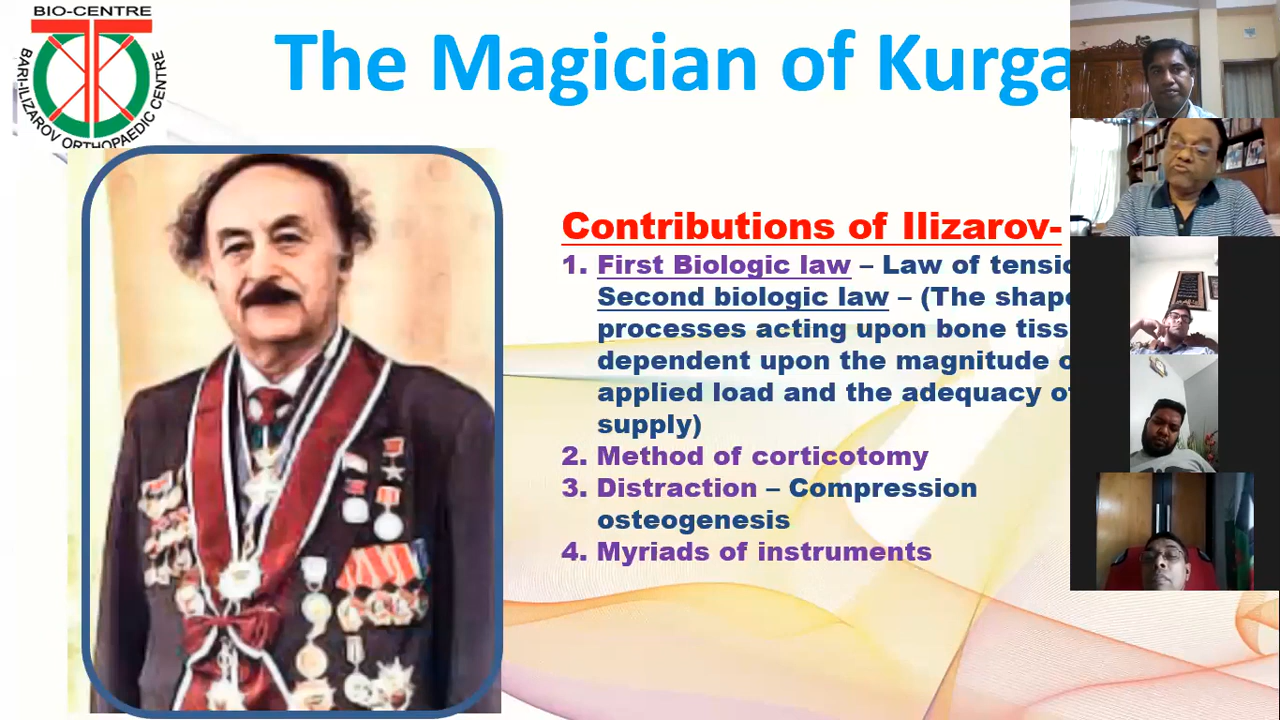 BIO-CENTRE
BARI-ILIZAROV ORTHOPAEDIC CENTRE
The Magician of Kurga
Contributions of Ilizarov-
1. First Biologic law – Law of tensio
Second biologic law – (The shape
processes acting upon bone tiss
dependent upon the magnitude o
applied load and the adequacy of
supply)
2. Method of corticotomy
3. Distraction – Compression
osteogenesis
4. Myriads of instruments